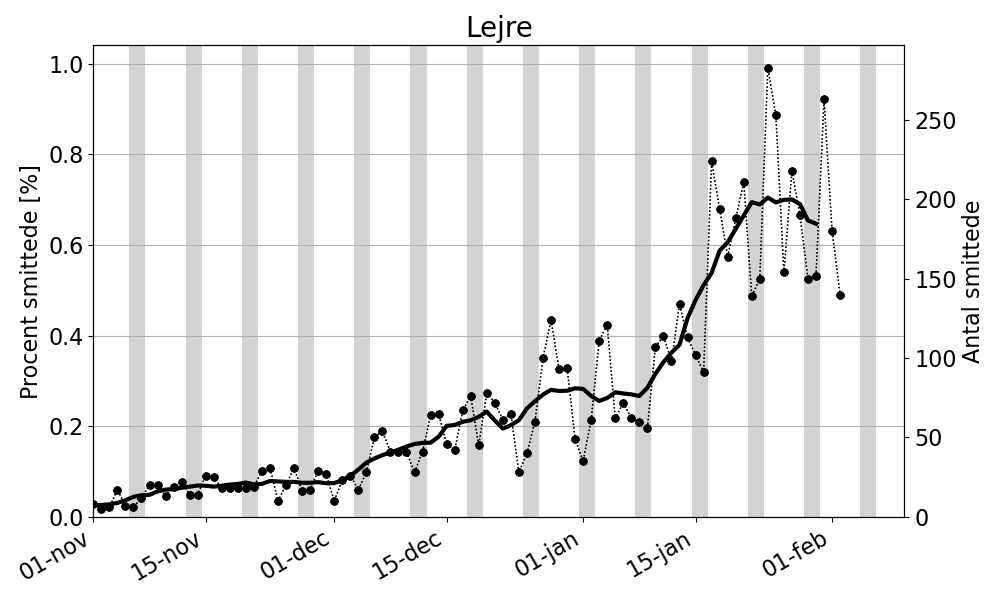 Lejre
Procent smittede [%]
1.0
0.8
0.6
0.4
0.2
0.0
250
200
150
100
50
0
Antal smittede
01-nov
15-nov
01-dec
15-dec
01-jan
15-jan
01-feb